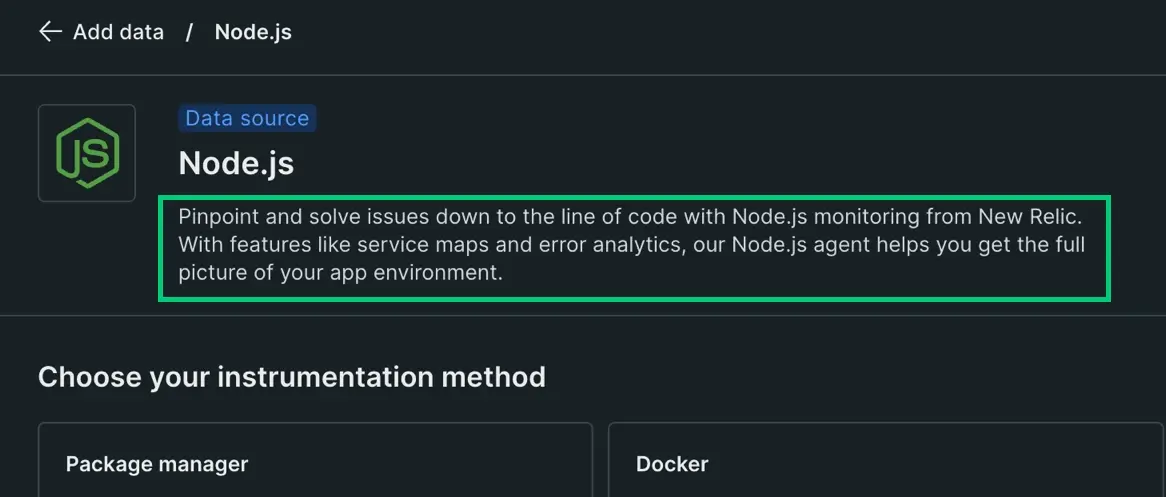 ← Add data / Node.js
JS
Data source
Node.js
Pinpoint and solve issues down to the line of code with Node.js monitoring from New Relic.
With features like service maps and error analytics, our Node.js agent helps you get the full
picture of your app environment.
Choose your instrumentation method
Package manager
Docker